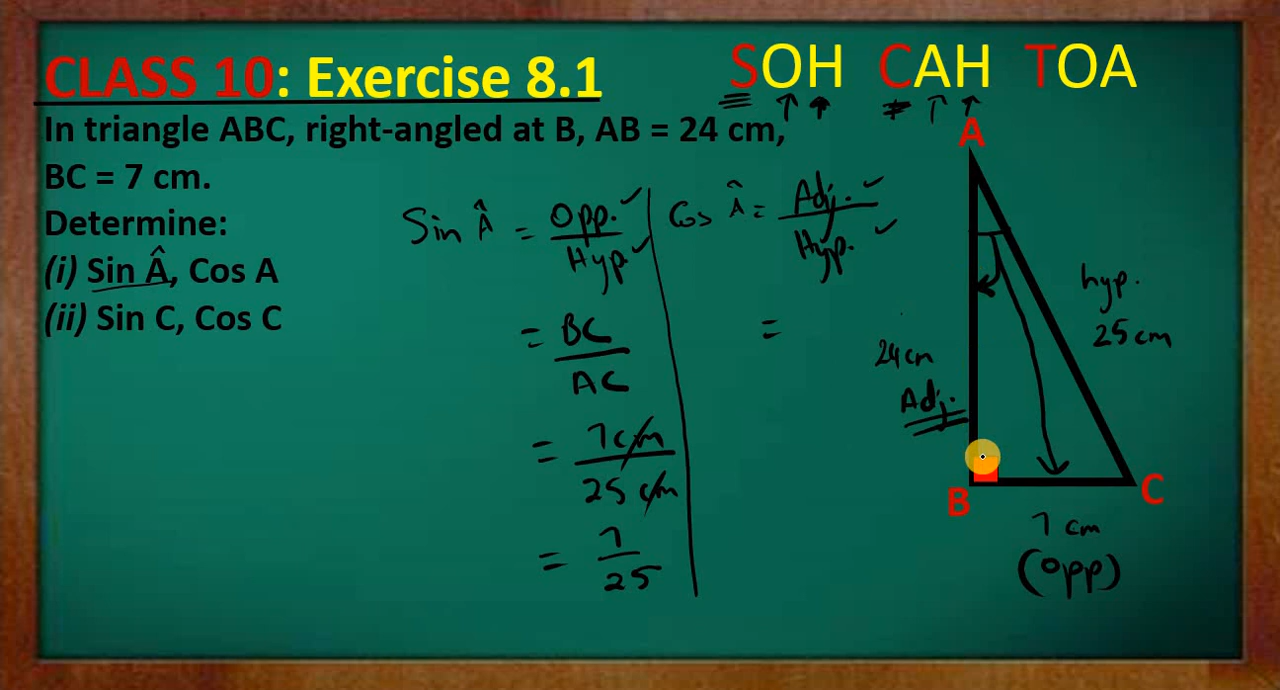 CLASS 10: Exercise 8.1
SOH CAH TOA
In triangle ABC, right-angled at B, AB = 24 cm,
BC = 7 cm.
Determine:
(i) Sin Â, Cos A
(ii) Sin C, Cos C
Sin Â = Opp. / Hyp.
= BC / AC
= 7cm / 25 cm
= 7 / 25
Cos Â = Adj. / Hyp.
=
A
hyp.
25 cm
24cm
Adj.
B
C
7 cm
(Opp)